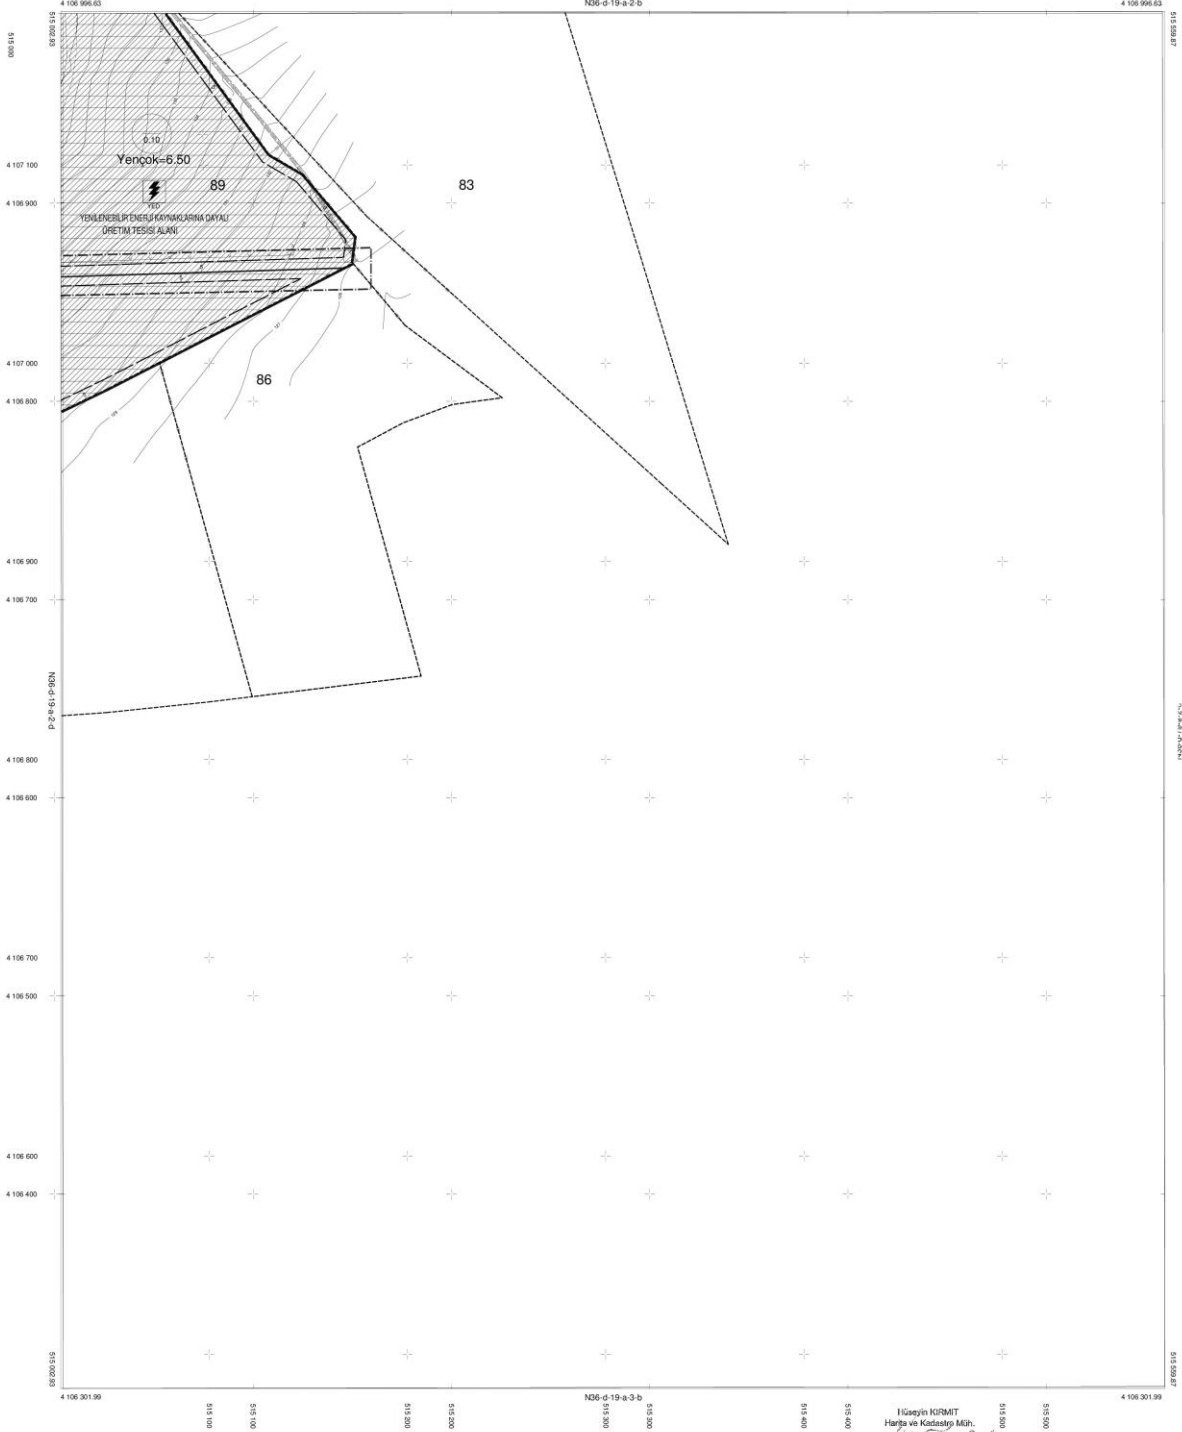 4 106 996.63
N36-d-19-a-2-b
4 106 996.63
515 000
515 002.93
515 559.87
0.10
Yençok=6.50
4 107 100
89
83
4 106 900
YED
YENİLENEBİLİR ENERJİ KAYNAKLARINA DAYALI
ÜRETİM TESİSİ ALANI
4 107 000
86
4 106 800
4 106 900
4 106 700
N36-d-19-a-2-d
4 106 800
4 106 600
4 106 700
4 106 500
4 106 600
4 106 400
515 002.93
515 559.87
4 106 301.99
N36-d-19-a-3-b
4 106 301.99
515 100
515 100
515 200
515 200
515 300
515 300
515 400
515 400
515 500
515 500
Hüseyin KIRMIT
Harita ve Kadastro Müh.